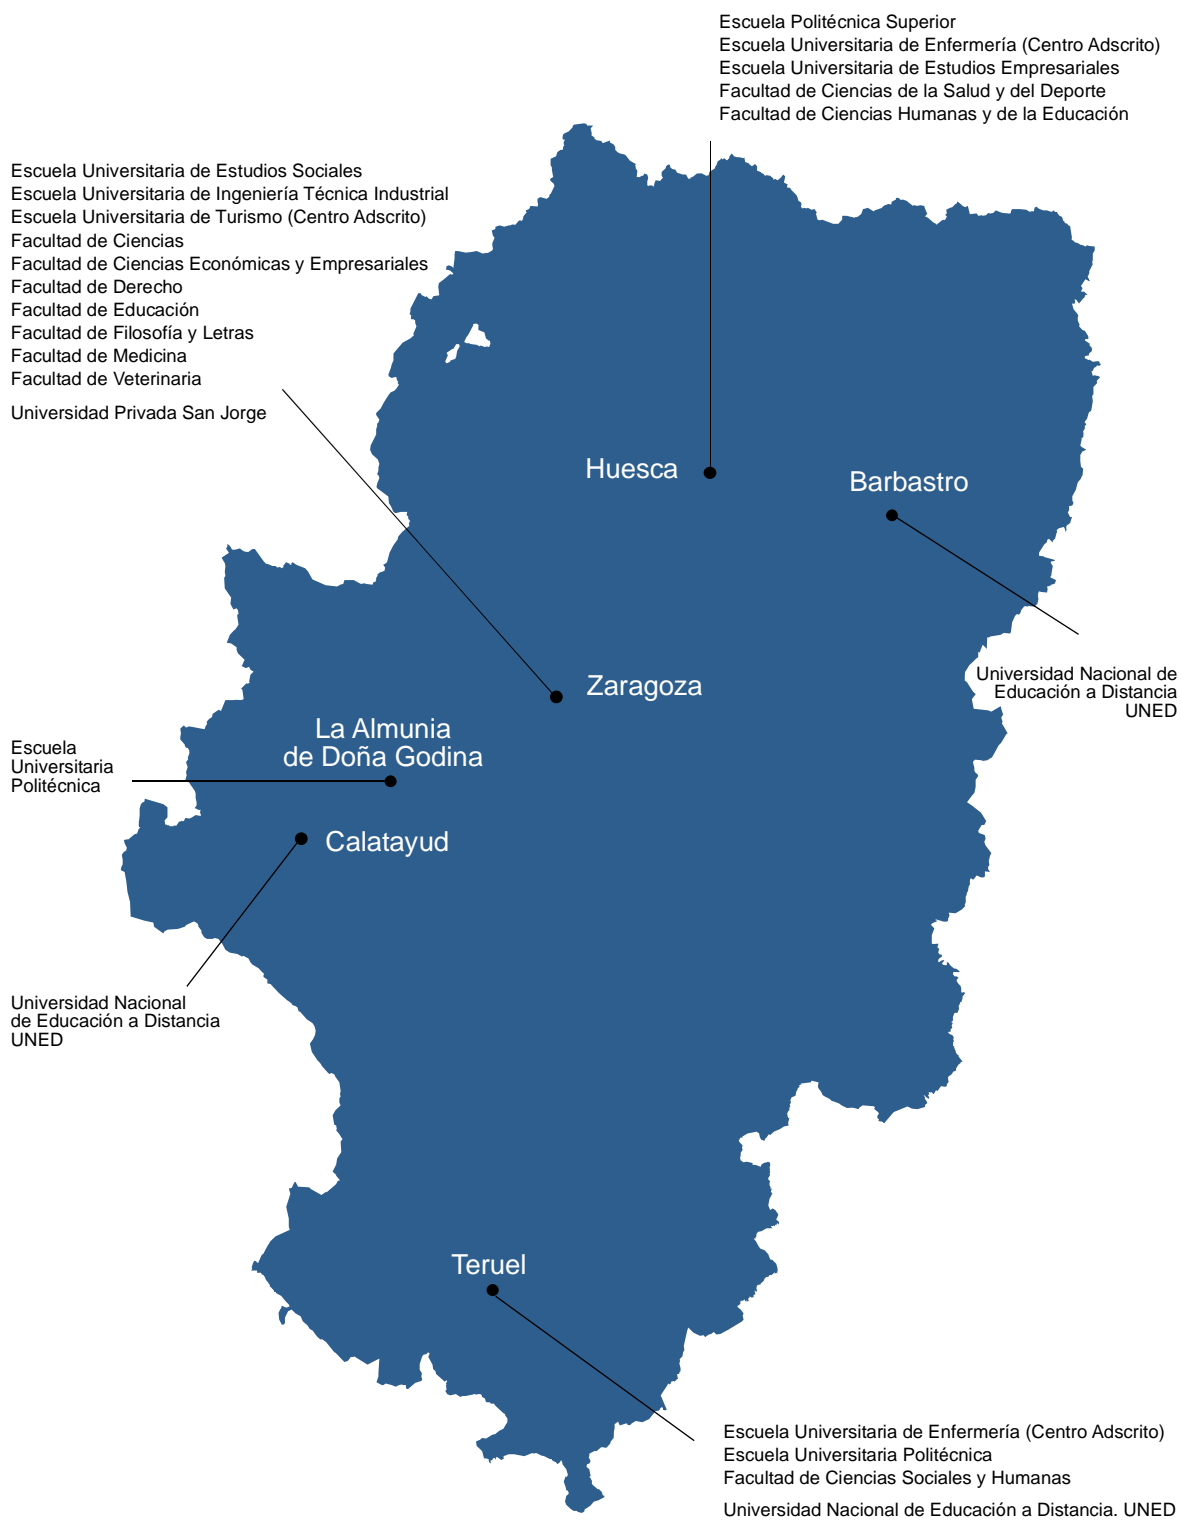 Escuela Politécnica Superior
Escuela Universitaria de Enfermería (Centro Adscrito)
Escuela Universitaria de Estudios Empresariales
Facultad de Ciencias de la Salud y del Deporte
Facultad de Ciencias Humanas y de la Educación
Escuela Universitaria de Estudios Sociales
Escuela Universitaria de Ingeniería Técnica Industrial
Escuela Universitaria de Turismo (Centro Adscrito)
Facultad de Ciencias
Facultad de Ciencias Económicas y Empresariales
Facultad de Derecho
Facultad de Educación
Facultad de Filosofía y Letras
Facultad de Medicina
Facultad de Veterinaria
Universidad Privada San Jorge
Huesca
Barbastro
Universidad Nacional de
Educación a Distancia
UNED
Zaragoza
La Almunia
de Doña Godina
Escuela
Universitaria
Politécnica
Calatayud
Universidad Nacional
de Educación a Distancia
UNED
Teruel
Escuela Universitaria de Enfermería (Centro Adscrito)
Escuela Universitaria Politécnica
Facultad de Ciencias Sociales y Humanas
Universidad Nacional de Educación a Distancia. UNED